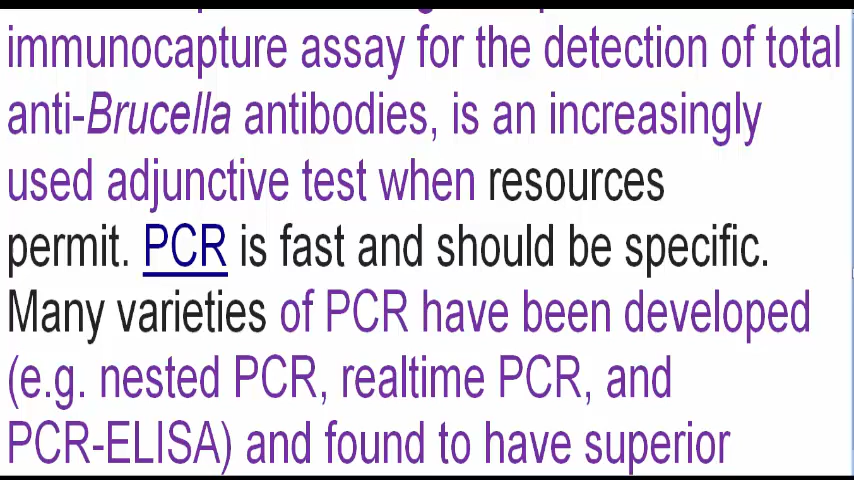 immunocapture assay for the detection of total
anti-Brucella antibodies, is an increasingly
used adjunctive test when resources
permit. PCR is fast and should be specific.
Many varieties of PCR have been developed
(e.g. nested PCR, realtime PCR, and
PCR-ELISA) and found to have superior